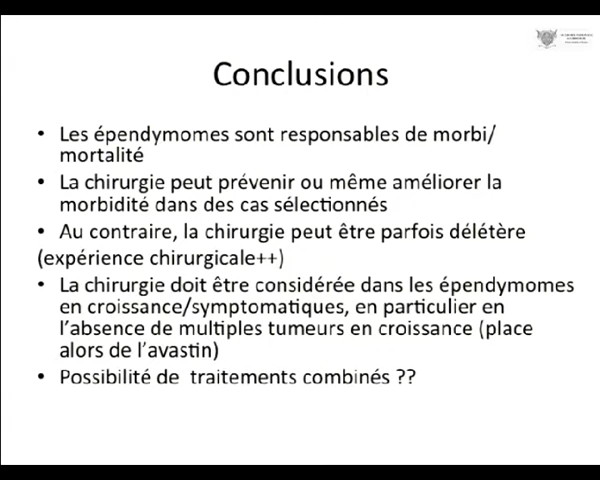 Conclusions
• Les épendymomes sont responsables de morbi/
mortalité
• La chirurgie peut prévenir ou même améliorer la
morbidité dans des cas sélectionnés
• Au contraire, la chirurgie peut être parfois délétère
(expérience chirurgicale++)
• La chirurgie doit être considérée dans les épendymomes
en croissance/symptomatiques, en particulier en
l'absence de multiples tumeurs en croissance (place
alors de l'avastin)
• Possibilité de  traitements combinés ??